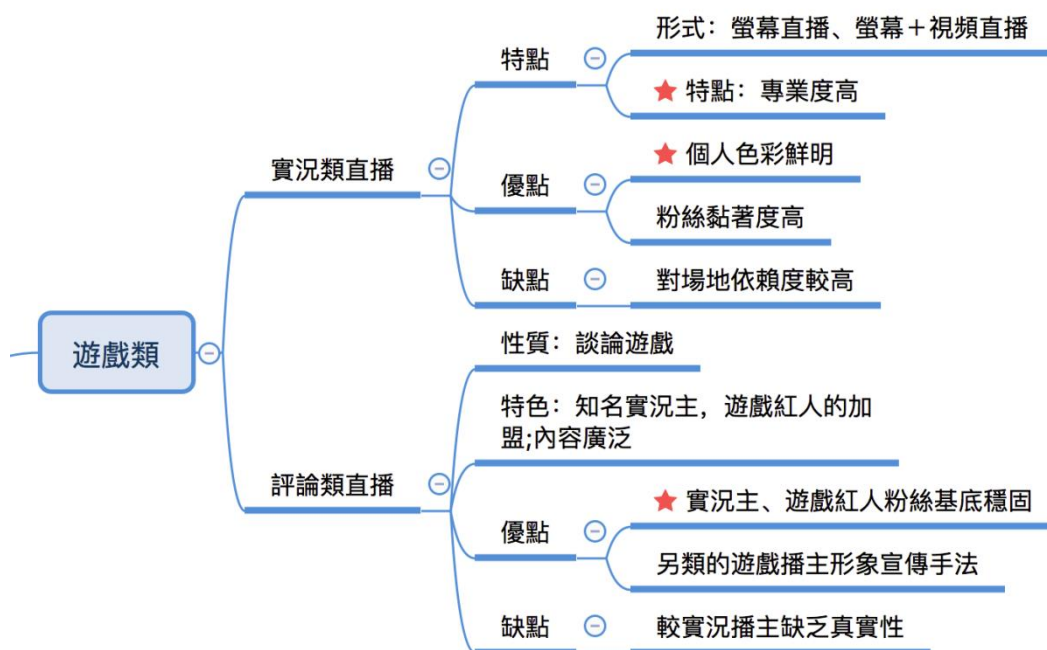 遊戲類
實況類直播
特點
形式：螢幕直播、螢幕＋視頻直播
特點：專業度高
優點
個人色彩鮮明
粉絲黏著度高
缺點
對場地依賴度較高
評論類直播
性質：談論遊戲
特色：知名實況主，遊戲紅人的加
盟;內容廣泛
優點
實況主、遊戲紅人粉絲基底穩固
另類的遊戲播主形象宣傳手法
缺點
較實況播主缺乏真實性